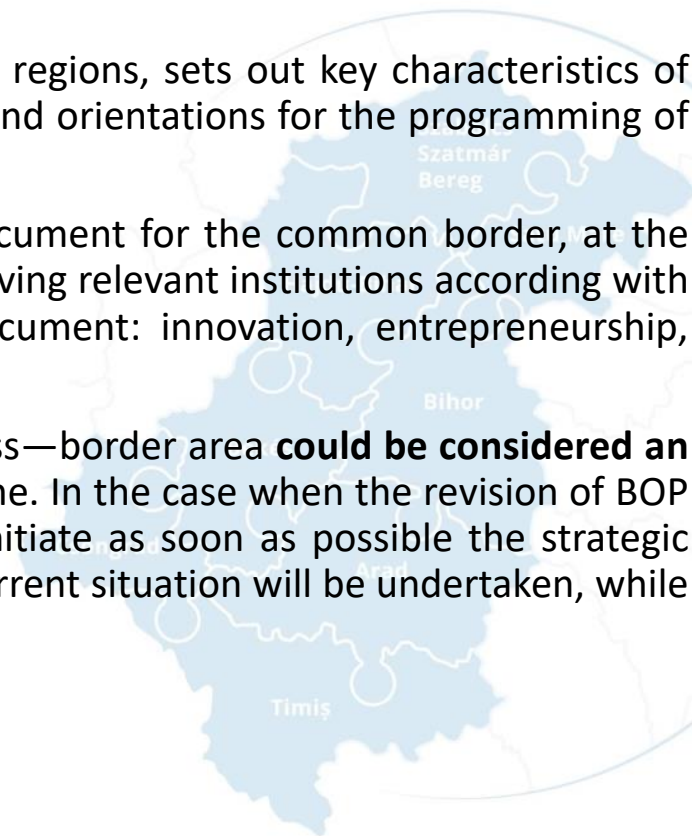 regions, sets out key characteristics of
nd orientations for the programming of
Szatmár
Bereg
cument for the common border, at the
ving relevant institutions according with
cument: innovation, entrepreneurship,
Bihor
ss—border area could be considered an
ne. In the case when the revision of BOP
nitiate as soon as possible the strategic
Arad
rrent situation will be undertaken, while
Timiș